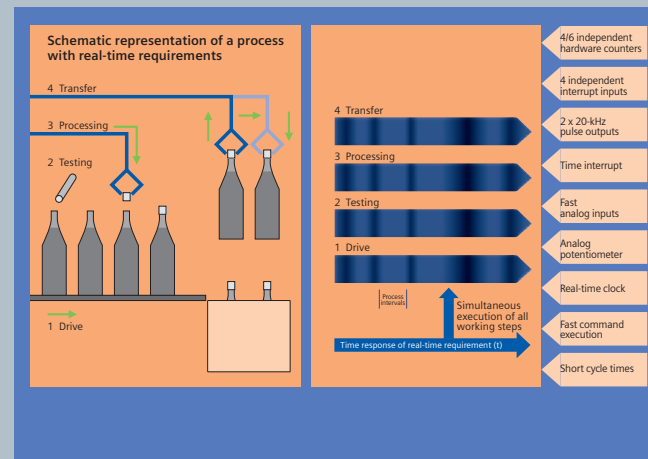 Schematic representation of a process
with real-time requirements
4 Transfer
3 Processing
2 Testing
1 Drive
4 Transfer
3 Processing
2 Testing
1 Drive
Process
intervals
Simultaneous
execution of all
working steps
Time response of real-time requirement (t)
4/6 independent
hardware counters
4 independent
interrupt inputs
2 x 20-kHz
pulse outputs
Time interrupt
Fast
analog inputs
Analog
potentiometer
Real-time clock
Fast command
execution
Short cycle times